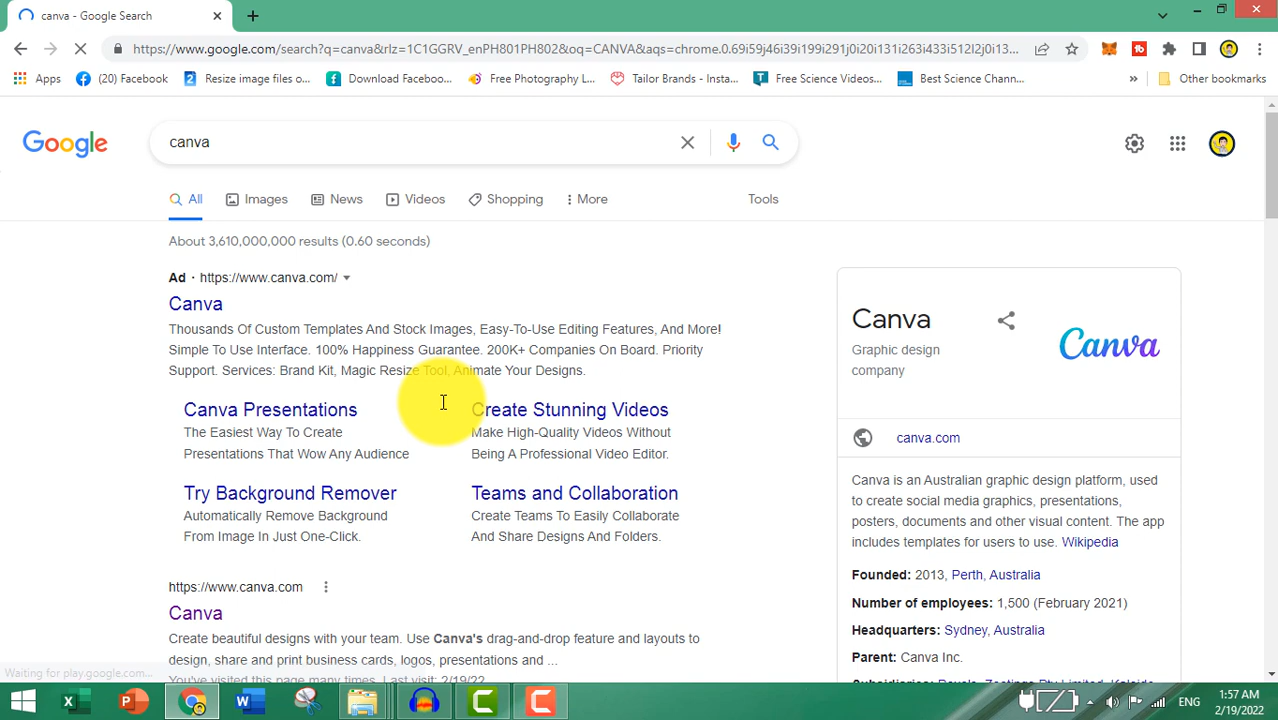 canva - Google Search
https://www.google.com/search?q=canva&rlz=1C1GGRV_enPH801PH802&oq=CANVA&aqs=chrome.0.69i59j46i39i199i291j0i20i131i263i433i512l2j0i13...
Apps
(20) Facebook
Resize image files o...
Download Faceboo...
Free Photography L...
Tailor Brands - Insta...
Free Science Videos...
Best Science Chann...
»
Other bookmarks
Google
canva
All
Images
News
Videos
Shopping
More
Tools
About 3,610,000,000 results (0.60 seconds)
Ad · https://www.canva.com/
Canva
Thousands Of Custom Templates And Stock Images, Easy-To-Use Editing Features, And More!
Simple To Use Interface. 100% Happiness Guarantee. 200K+ Companies On Board. Priority
Support. Services: Brand Kit, Magic Resize Tool, Animate Your Designs.
Canva Presentations
The Easiest Way To Create
Presentations That Wow Any Audience
Create Stunning Videos
Make High-Quality Videos Without
Being A Professional Video Editor.
Try Background Remover
Automatically Remove Background
From Image In Just One-Click.
Teams and Collaboration
Create Teams To Easily Collaborate
And Share Designs And Folders.
https://www.canva.com
Canva
Create beautiful designs with your team. Use Canva's drag-and-drop feature and layouts to
design, share and print business cards, logos, presentations and ...
You've visited this page many times. Last visit: 2/19/22
Canva
Graphic design
company
Canva
canva.com
Canva is an Australian graphic design platform, used
to create social media graphics, presentations,
posters, documents and other visual content. The app
includes templates for users to use. Wikipedia
Founded: 2013, Perth, Australia
Number of employees: 1,500 (February 2021)
Headquarters: Sydney, Australia
Parent: Canva Inc.
Waiting for play.google.com...
ENG
1:57 AM
2/19/2022